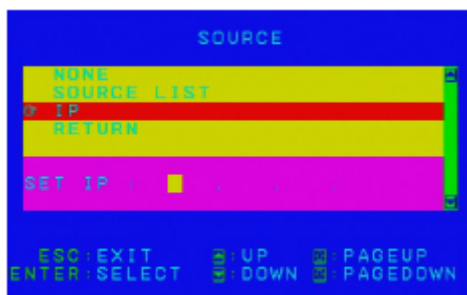 SOURCE
NONE
SOURCE LIST
IP
RETURN
SET IP : . . .
ESC:EXIT :UP :PAGEUP
ENTER:SELECT :DOWN :PAGEDOWN